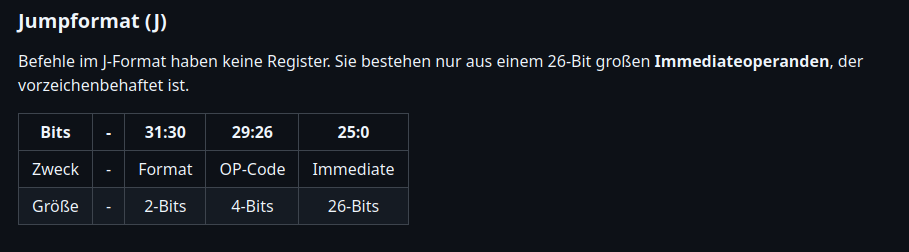 Jumpformat (J)
Befehle im J-Format haben keine Register. Sie bestehen nur aus einem 26-Bit großen Immediateoperanden, der
vorzeichenbehaftet ist.
Bits - 31:30 29:26 25:0
Zweck - Format OP-Code Immediate
Größe - 2-Bits 4-Bits 26-Bits